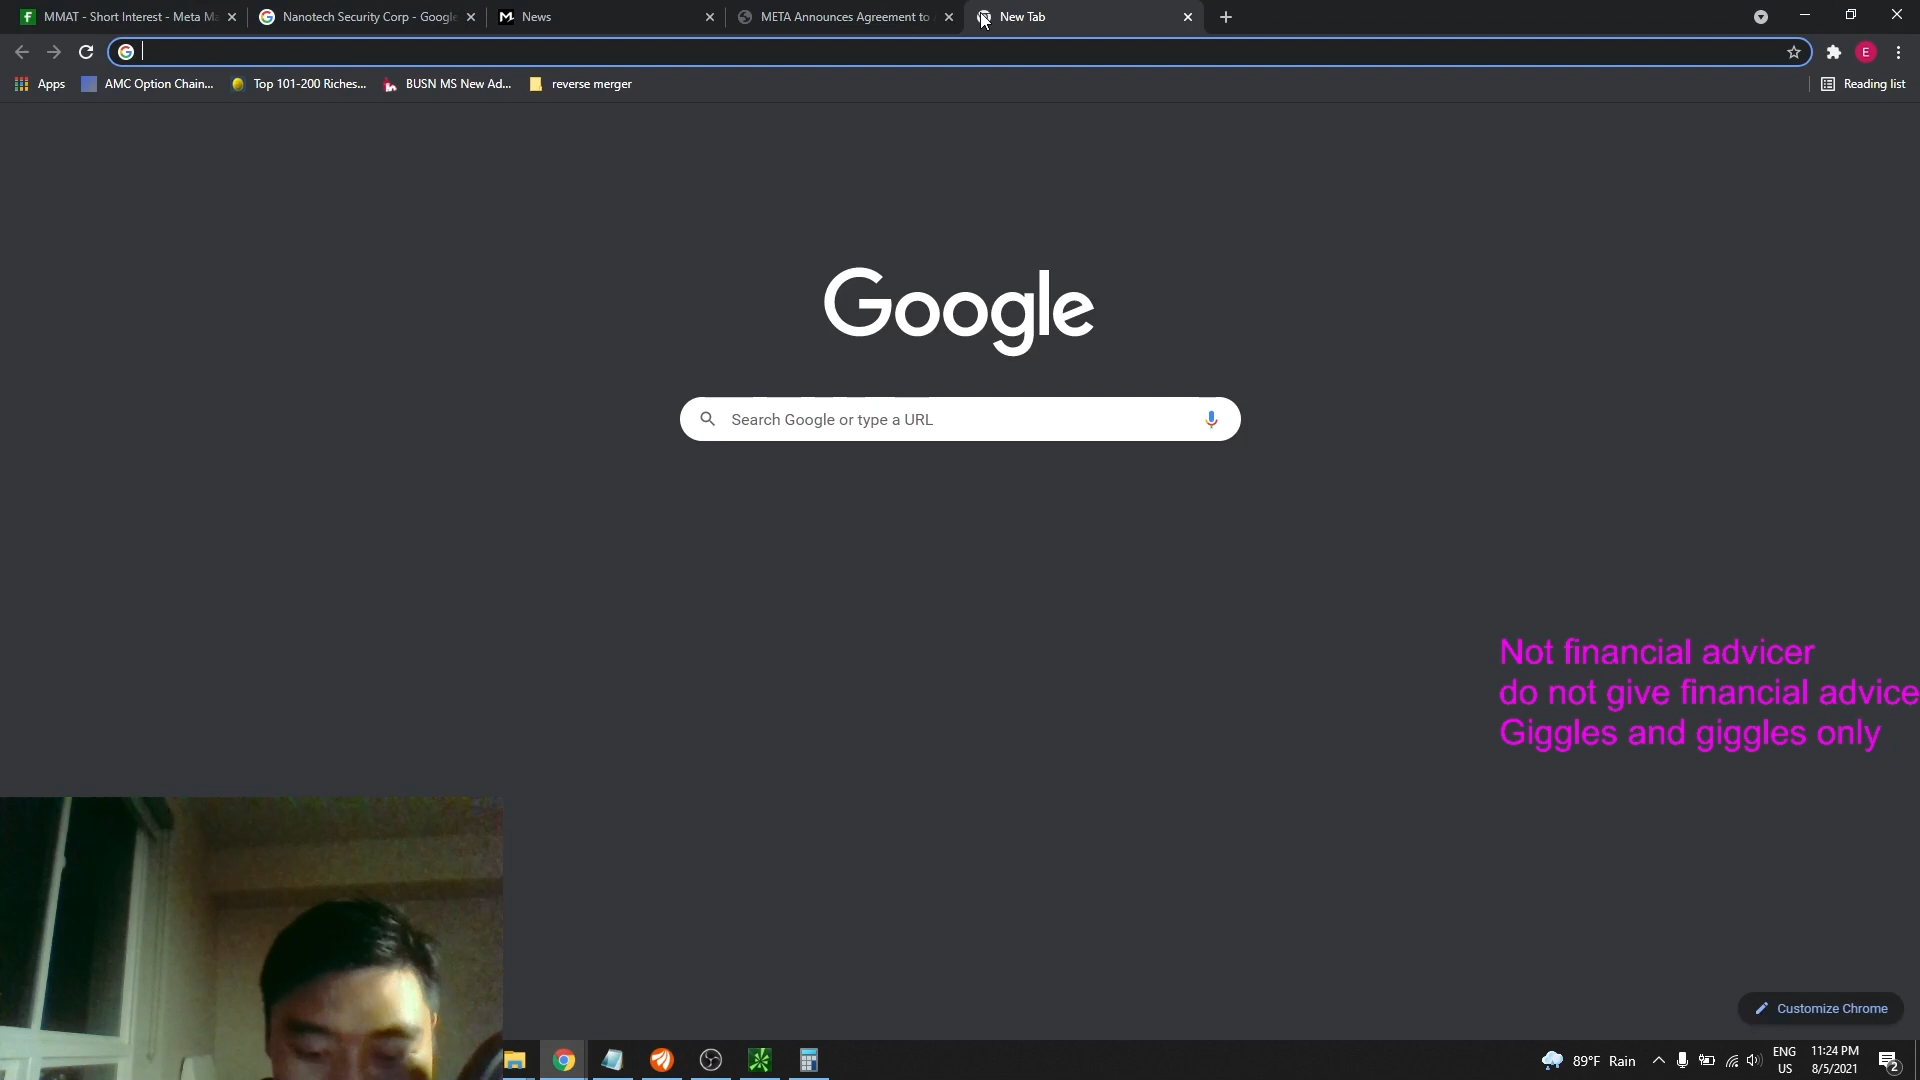 MMAT - Short Interest - Meta Ma
Nanotech Security Corp - Google
News
META Announces Agreement to
New Tab
E
Apps
AMC Option Chain...
Top 101-200 Riches...
BUSN MS New Ad...
reverse merger
Reading list
Google
Search Google or type a URL
Not financial advicer
do not give financial advice
Giggles and giggles only
Customize Chrome
89°F Rain
ENG
US
11:24 PM
8/5/2021
2